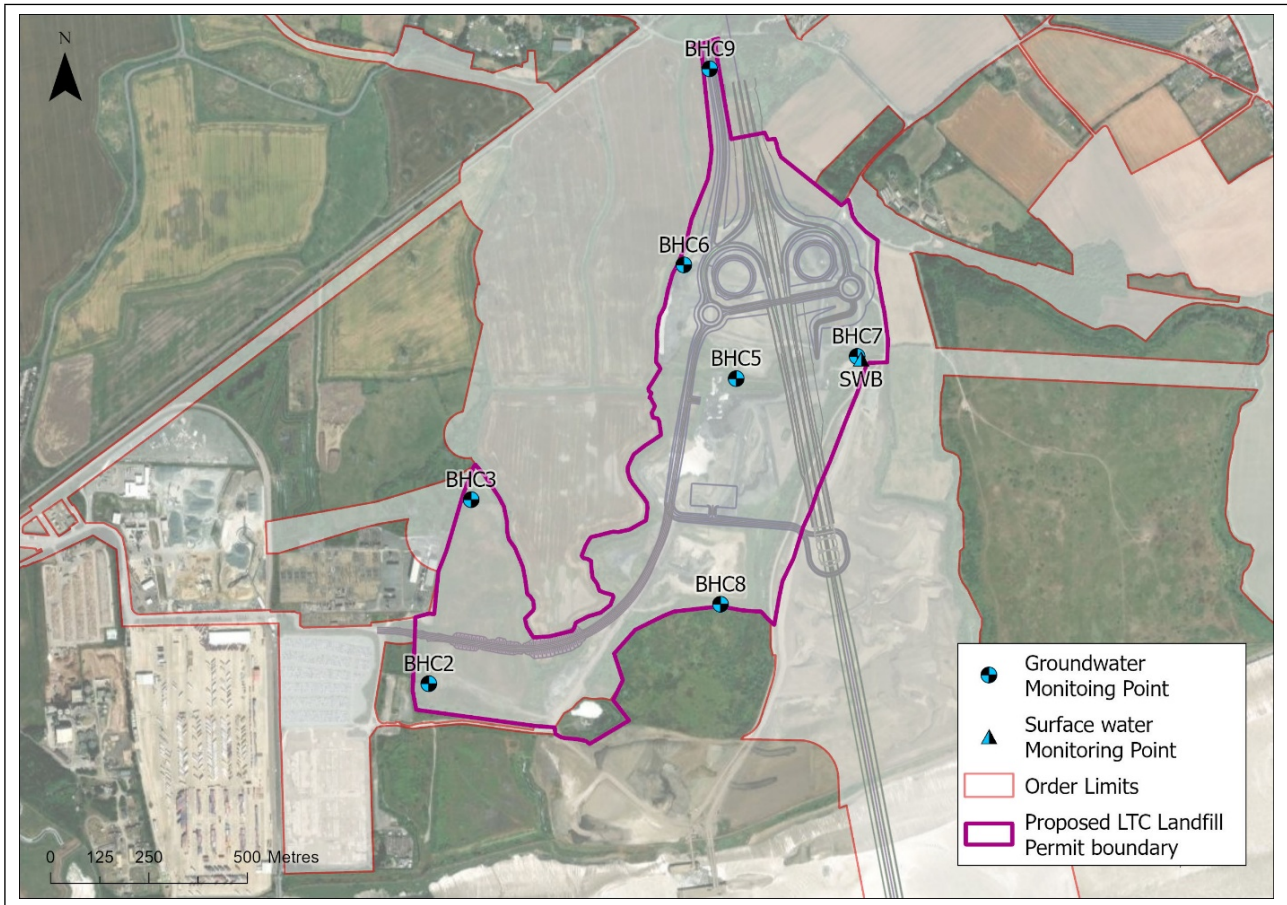 N
BHC9
BHC6
BHC7
BHC5
SWB
BHC3
BHC8
BHC2
Groundwater
Monitoing Point
Surface water
Monitoring Point
Order Limits
Proposed LTC Landfill
Permit boundary
0 125 250 500 Metres